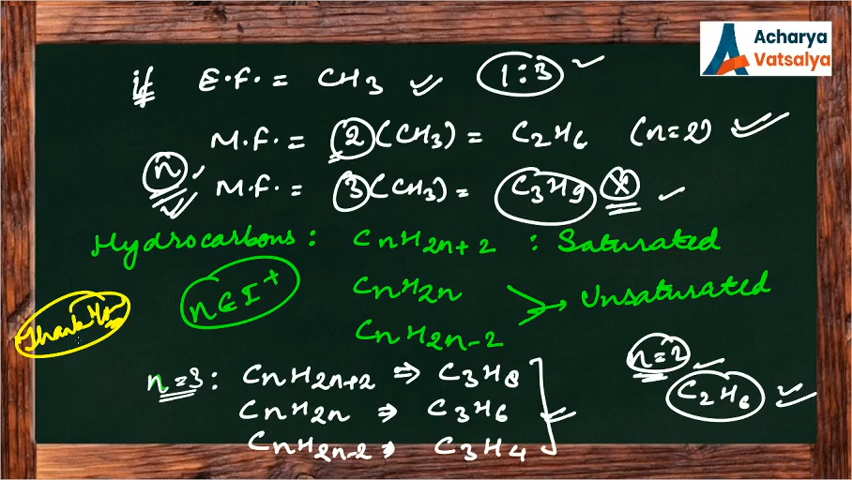 Acharya
Vatsalya
if E.F. = CH3 1:3
M.F. = 2(CH3) = C2H6 (n=2)
n M.F. = 3(CH3) = C3H9
Hydrocarbons: CnH2n+2 : Saturated
n∈I+ CnH2n Unsaturated
CnH2n-2
n=3: CnH2n+2 ⇒ C3H8
CnH2n ⇒ C3H6
CnH2n-2 ⇒ C3H4
n=2
C2H6
Thank